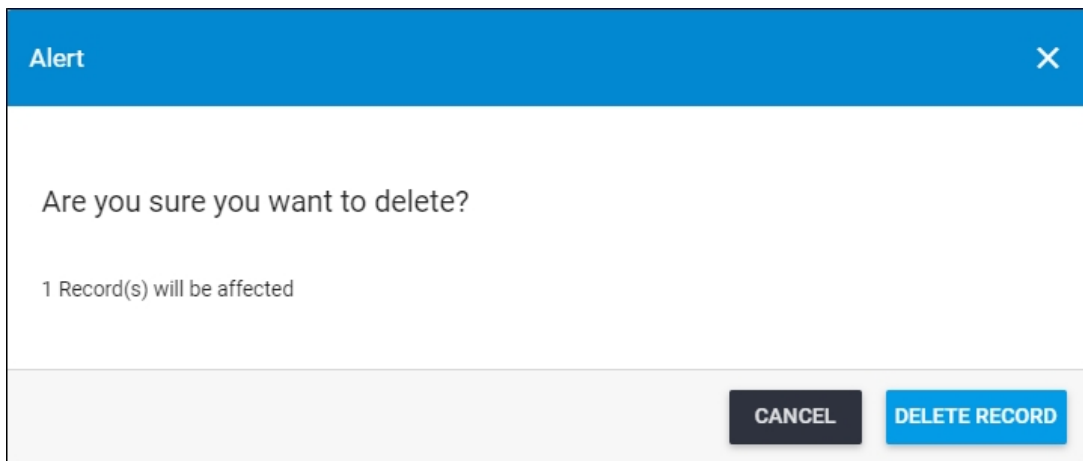 Alert
Are you sure you want to delete?
1 Record(s) will be affected
CANCEL DELETE RECORD